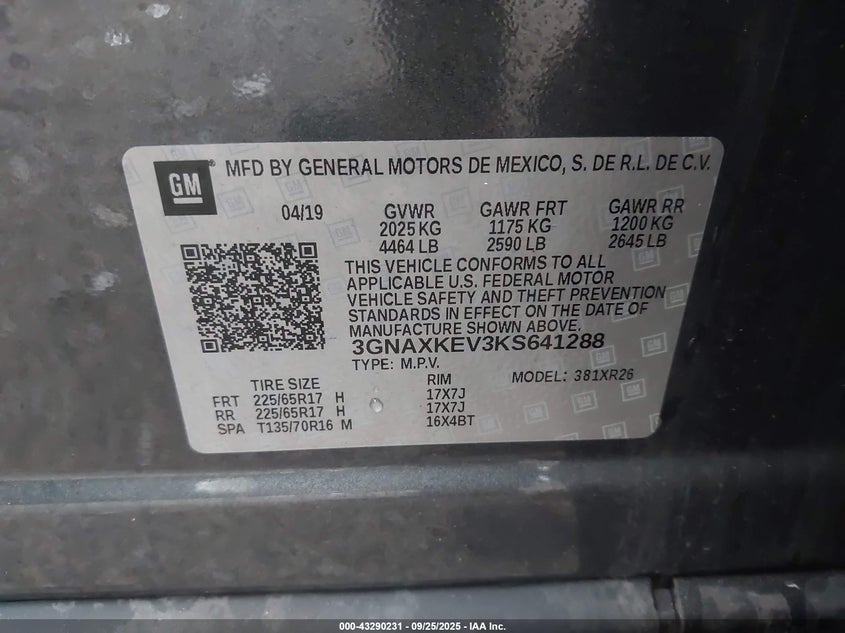 GM
MFD BY GENERAL MOTORS DE MEXICO, S. DE R.L. DE C.V.
04/19 GVWR GAWR FRT GAWR RR
2025 KG 1175 KG 1200 KG
4464 LB 2590 LB 2645 LB
THIS VEHICLE CONFORMS TO ALL
APPLICABLE U.S. FEDERAL MOTOR
VEHICLE SAFETY AND THEFT PREVENTION
STANDARDS IN EFFECT ON THE DATE OF
MANUFACTURE SHOWN ABOVE.
3GNAXKEV3KS641288
TYPE: M.P.V. MODEL: 381XR26
TIRE SIZE RIM
FRT 225/65R17 H 17X7J
RR 225/65R17 H 17X7J
SPA T135/70R16 M 16X4BT
000-43290231 - 09/25/2025 - IAA Inc.